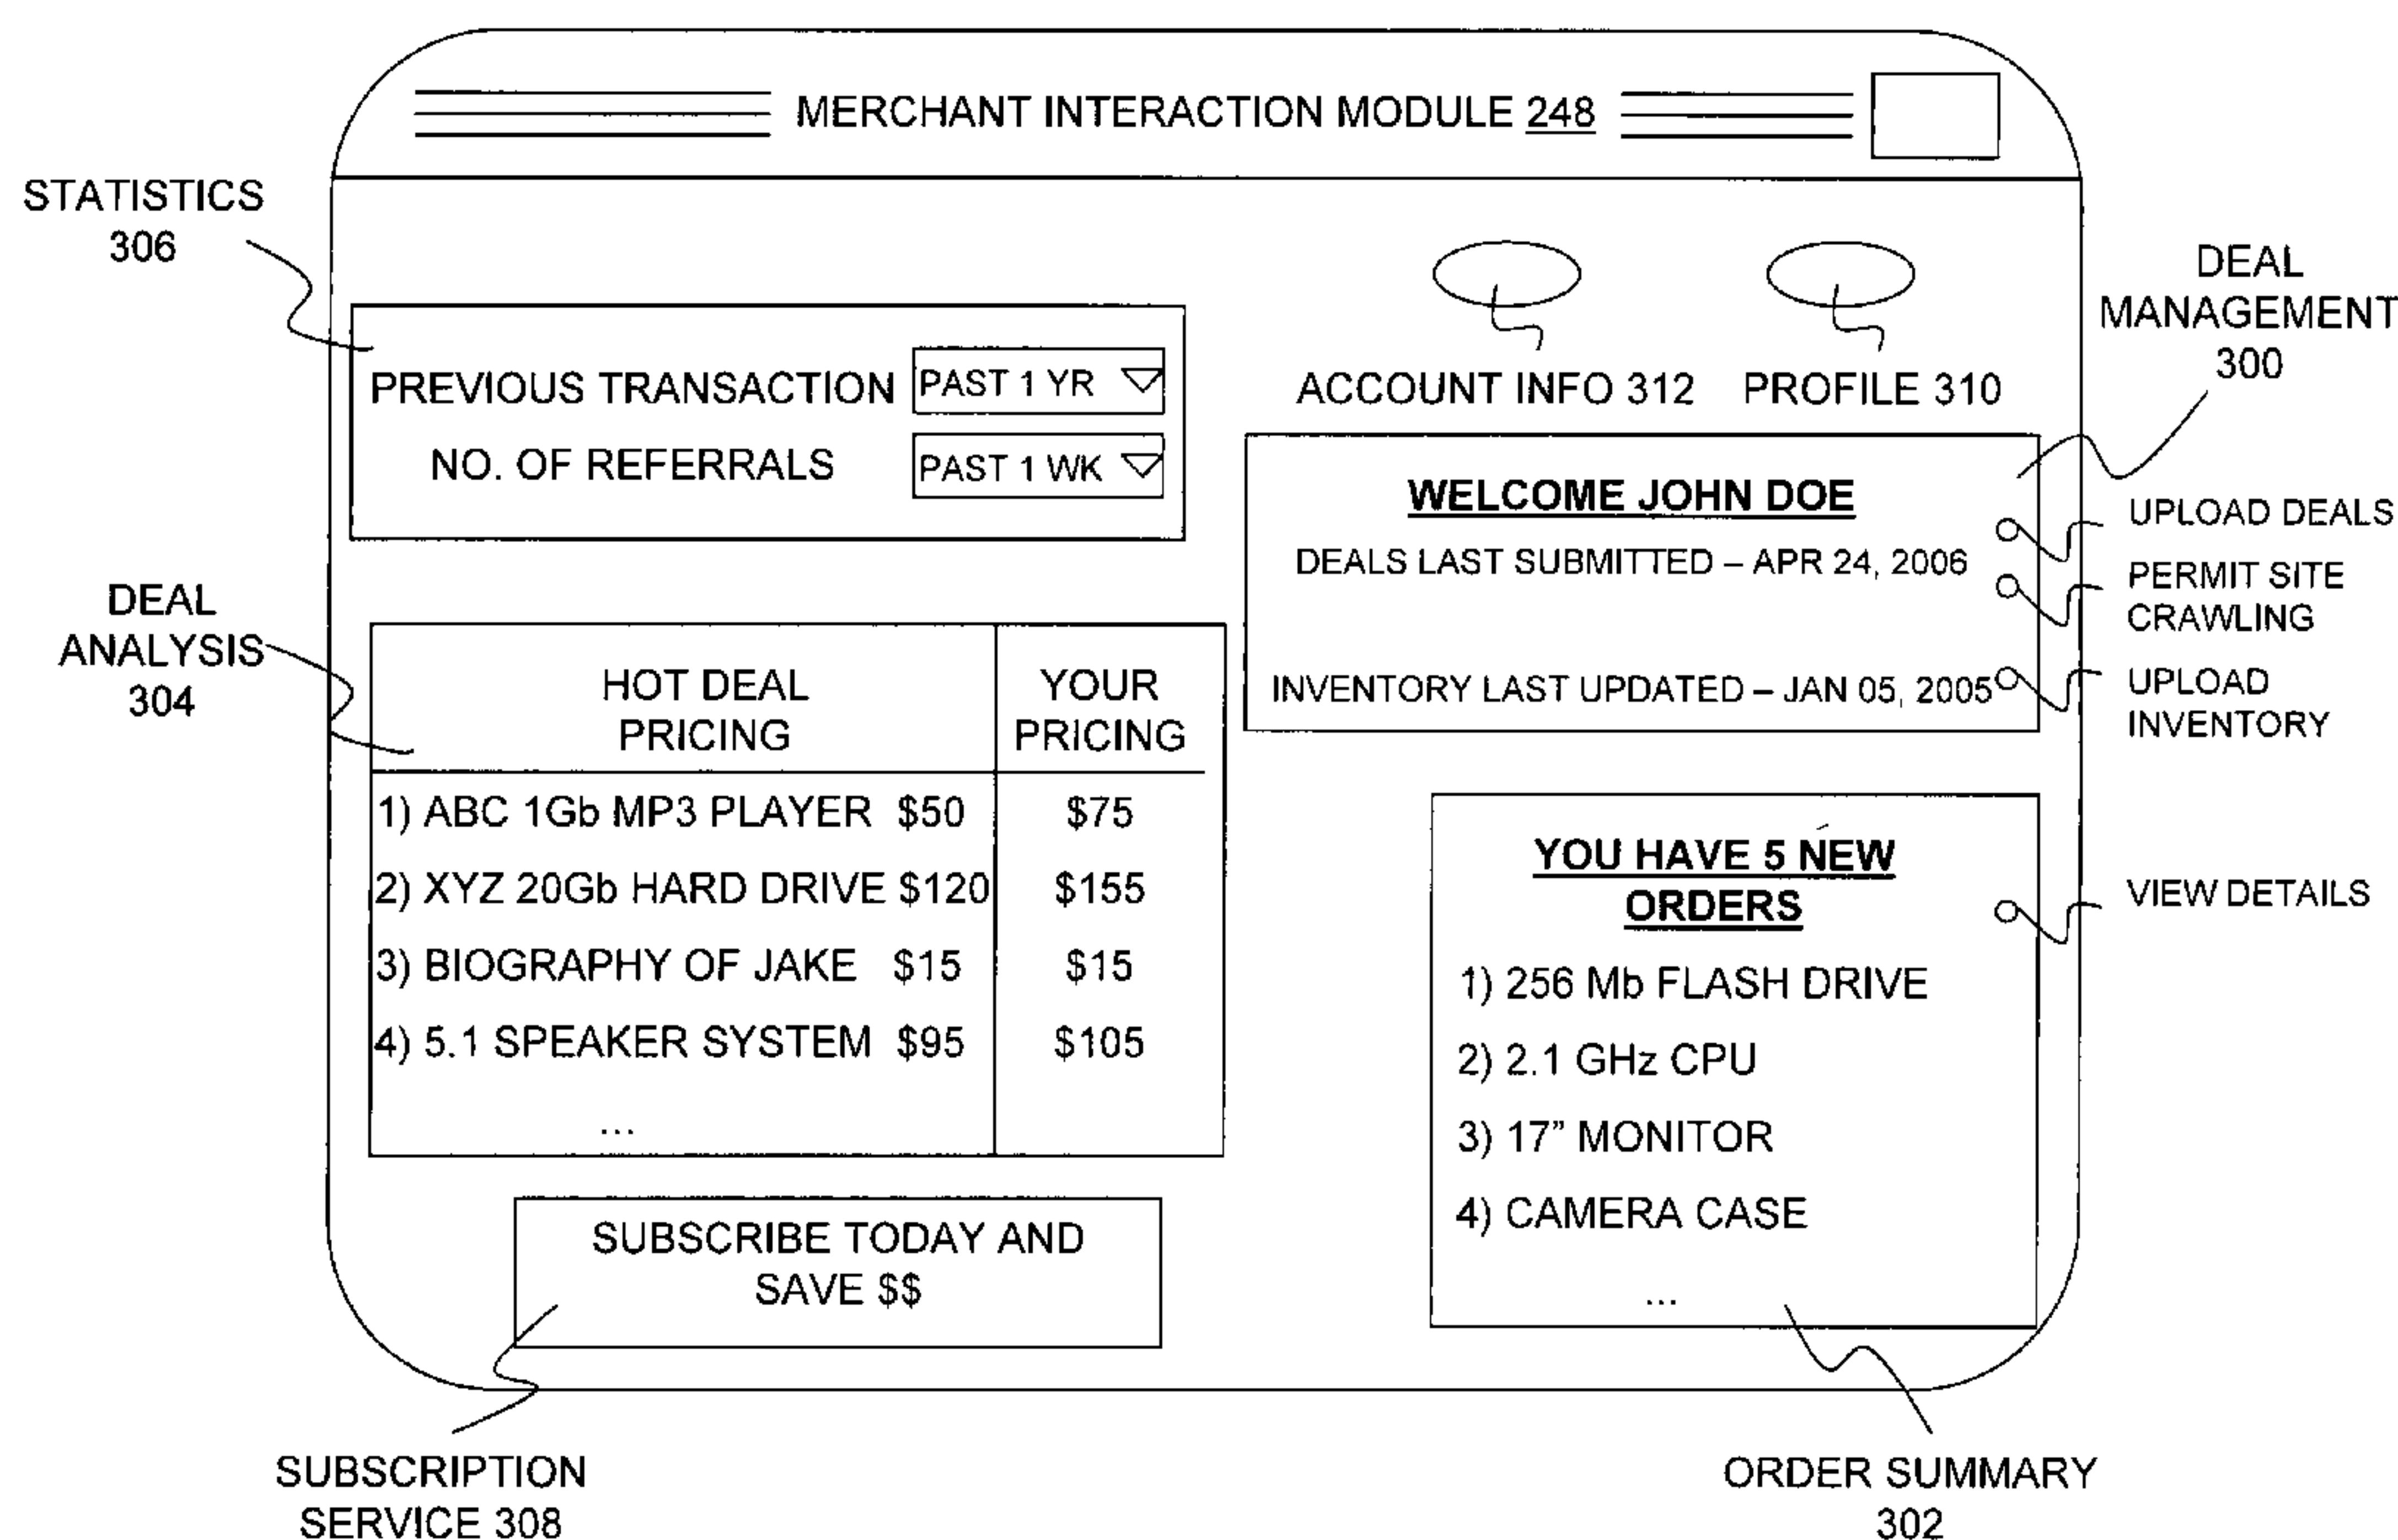 MERCHANT INTERACTION MODULE 248
STATISTICS
306
PREVIOUS TRANSACTION PAST 1 YR
NO. OF REFERRALS PAST 1 WK
ACCOUNT INFO 312 PROFILE 310
DEAL
MANAGEMENT
300
WELCOME JOHN DOE
DEALS LAST SUBMITTED – APR 24, 2006
INVENTORY LAST UPDATED – JAN 05, 2005
UPLOAD DEALS
PERMIT SITE
CRAWLING
UPLOAD
INVENTORY
DEAL
ANALYSIS
304
HOT DEAL
PRICING
YOUR
PRICING
1) ABC 1Gb MP3 PLAYER $50 $75
2) XYZ 20Gb HARD DRIVE $120 $155
3) BIOGRAPHY OF JAKE $15 $15
4) 5.1 SPEAKER SYSTEM $95 $105
...
YOU HAVE 5 NEW
ORDERS
VIEW DETAILS
1) 256 Mb FLASH DRIVE
2) 2.1 GHz CPU
3) 17” MONITOR
4) CAMERA CASE
...
SUBSCRIBE TODAY AND
SAVE $$
SUBSCRIPTION
SERVICE 308
ORDER SUMMARY
302